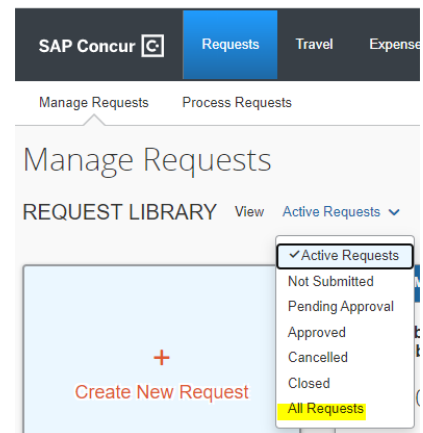 SAP Concur C Requests Travel Expense
Manage Requests Process Requests
Manage Requests
REQUEST LIBRARY View Active Requests
✓Active Requests
Not Submitted
Pending Approval
Approved
Cancelled
Closed
All Requests
+
Create New Request